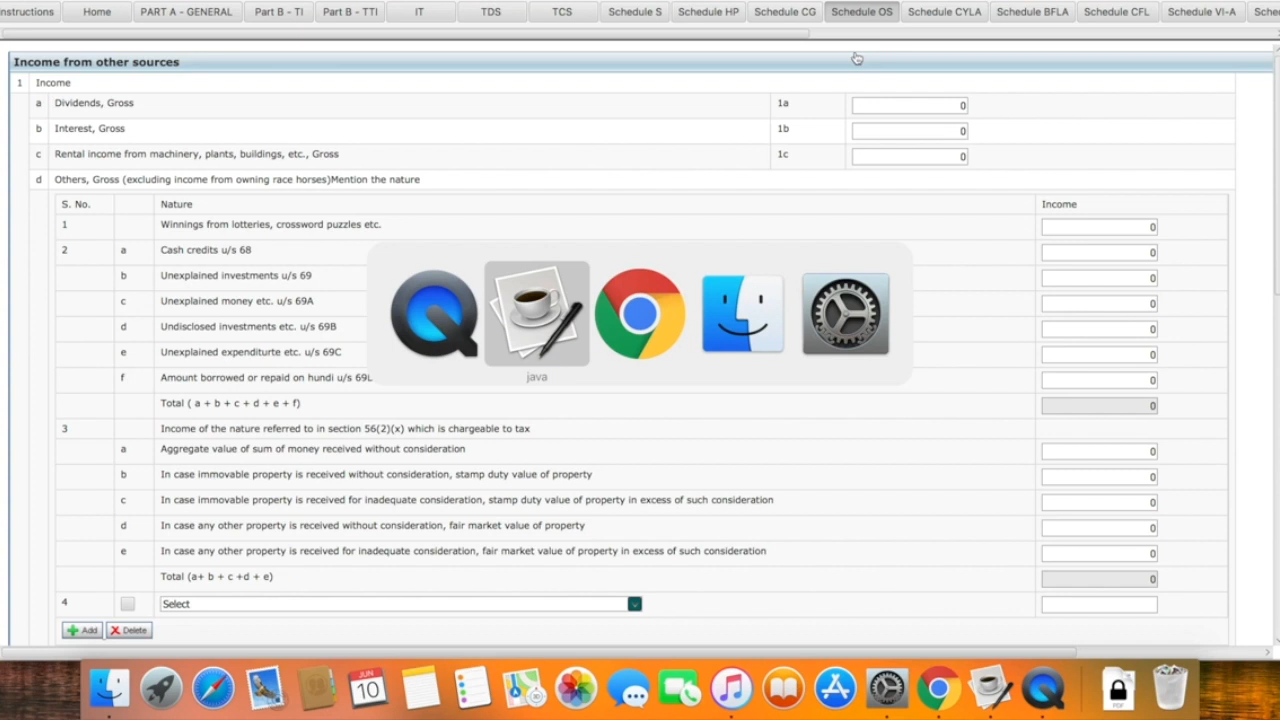 nstructions Home PART A - GENERAL Part B - TI Part B - TTI IT TDS TCS Schedule S Schedule HP Schedule CG Schedule OS Schedule CYLA Schedule BFLA Schedule CFL Schedule VI-A Sche
Income from other sources
1 Income
a Dividends, Gross 1a 0
b Interest, Gross 1b 0
c Rental income from machinery, plants, buildings, etc., Gross 1c 0
d Others, Gross (excluding income from owning race horses)Mention the nature
S. No. Nature Income
1 Winnings from lotteries, crossword puzzles etc. 0
2 a Cash credits u/s 68 0
b Unexplained investments u/s 69 0
c Unexplained money etc. u/s 69A 0
d Undisclosed investments etc. u/s 69B 0
e Unexplained expenditurte etc. u/s 69C 0
f Amount borrowed or repaid on hundi u/s 69D 0
java
Total ( a + b + c + d + e + f) 0
3 Income of the nature referred to in section 56(2)(x) which is chargeable to tax
a Aggregate value of sum of money received without consideration 0
b In case immovable property is received without consideration, stamp duty value of property 0
c In case immovable property is received for inadequate consideration, stamp duty value of property in excess of such consideration 0
d In case any other property is received without consideration, fair market value of property 0
e In case any other property is received for inadequate consideration, fair market value of property in excess of such consideration 0
Total (a+ b + c +d + e) 0
4 Select
Add Delete
JUN
10
PDF